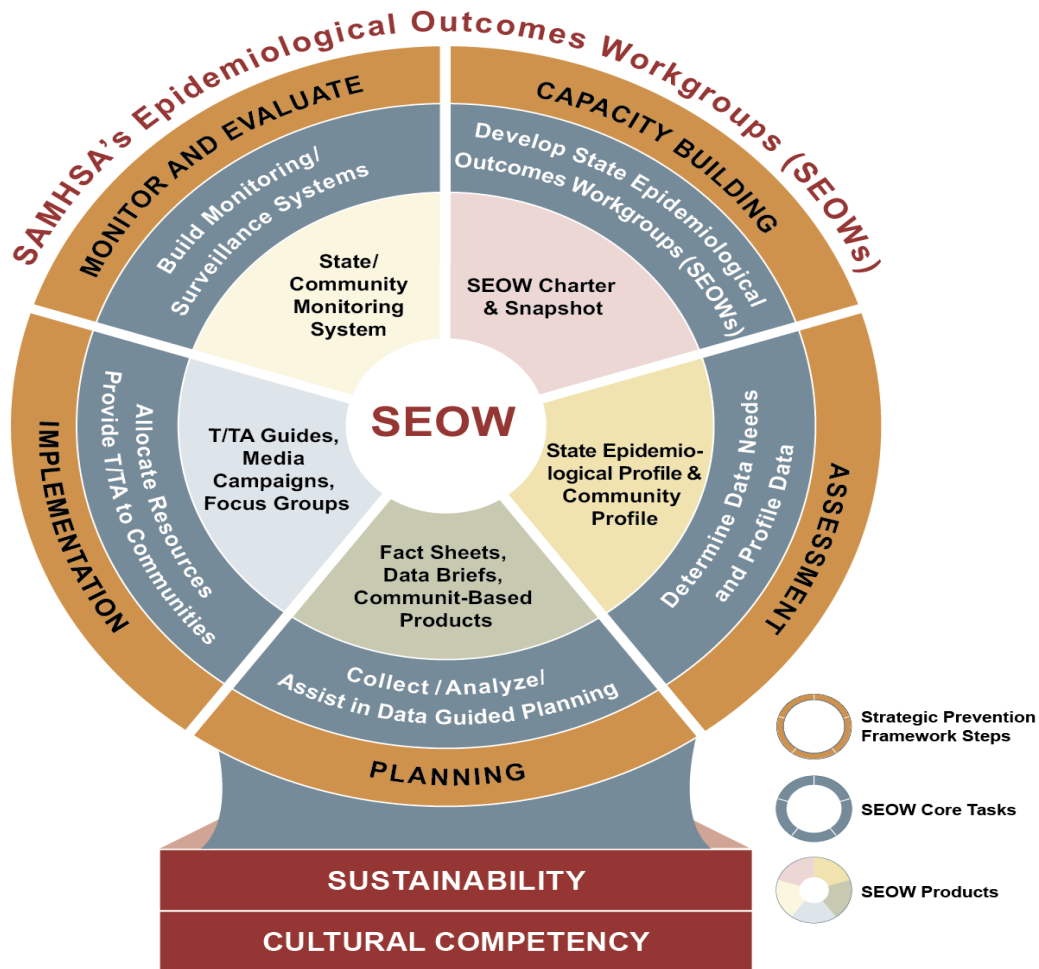 SAMHSA's Epidemiological Outcomes Workgroups (SEOWs)
MONITOR AND EVALUATE
Build Monitoring/
Surveillance Systems
State/
Community
Monitoring
System
CAPACITY BUILDING
Develop State Epidemiological
Outcomes Workgroups (SEOWs)
SEOW Charter
& Snapshot
ASSESSMENT
Determine Data Needs
and Profile Data
State Epidemio-
logical Profile &
Community
Profile
PLANNING
Collect / Analyze/
Assist in Data Guided Planning
Fact Sheets,
Data Briefs,
Communit-Based
Products
IMPLEMENTATION
Allocate Resources
Provide T/TA to Communities
T/TA Guides,
Media
Campaigns,
Focus Groups
SEOW
SUSTAINABILITY
CULTURAL COMPETENCY
Strategic Prevention
Framework Steps
SEOW Core Tasks
SEOW Products